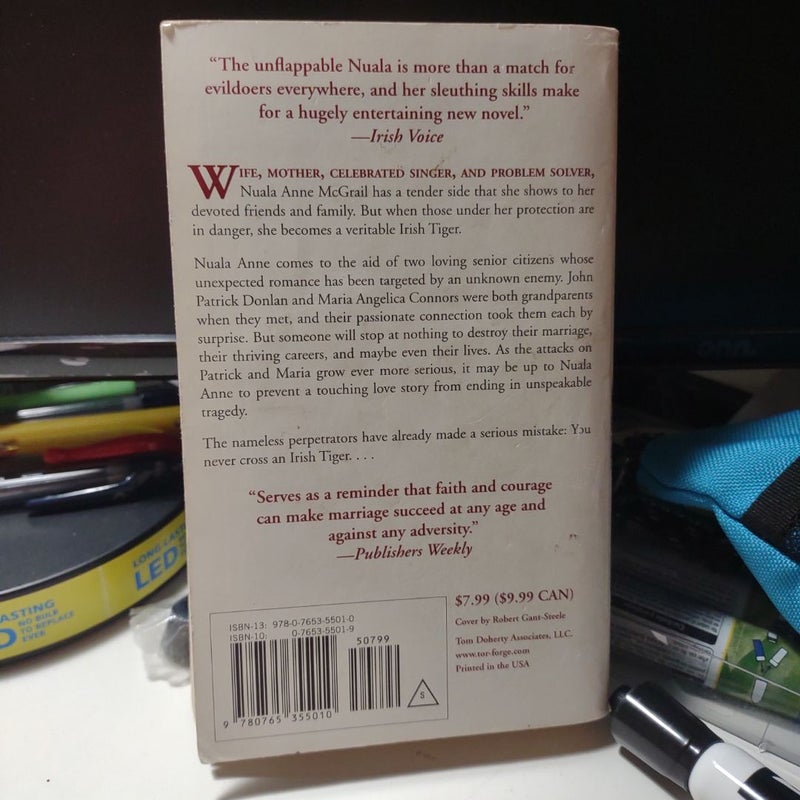 “The unflappable Nuala is more than a match for
evildoers everywhere, and her sleuthing skills make
for a hugely entertaining new novel.”
—Irish Voice
WIFE, MOTHER, CELEBRATED SINGER, AND PROBLEM SOLVER,
Nuala Anne McGrail has a tender side that she shows to her
devoted friends and family. But when those under her protection are
in danger, she becomes a veritable Irish Tiger.
Nuala Anne comes to the aid of two loving senior citizens whose
unexpected romance has been targeted by an unknown enemy. John
Patrick Donlan and Maria Angelica Connors were both grandparents
when they met, and their passionate connection took them each by
surprise. But someone will stop at nothing to destroy their marriage,
their thriving careers, and maybe even their lives. As the attacks on
Patrick and Maria grow ever more serious, it may be up to Nuala
Anne to prevent a touching love story from ending in unspeakable
tragedy.
The nameless perpetrators have already made a serious mistake: You
never cross an Irish Tiger. . . .
“Serves as a reminder that faith and courage
can make marriage succeed at any age and
against any adversity.”
—Publishers Weekly
ISBN-13: 978-0-7653-5501-0
ISBN-10: 0-7653-5501-9
50799
9 780765 355010
S
$7.99 ($9.99 CAN)
Cover by Robert Gant-Steele
Tom Doherty Associates, LLC.
www.tor-forge.com
Printed in the USA
LONG LASTING
LED
ASTING
NO BULB
TO REPLACE
EVER